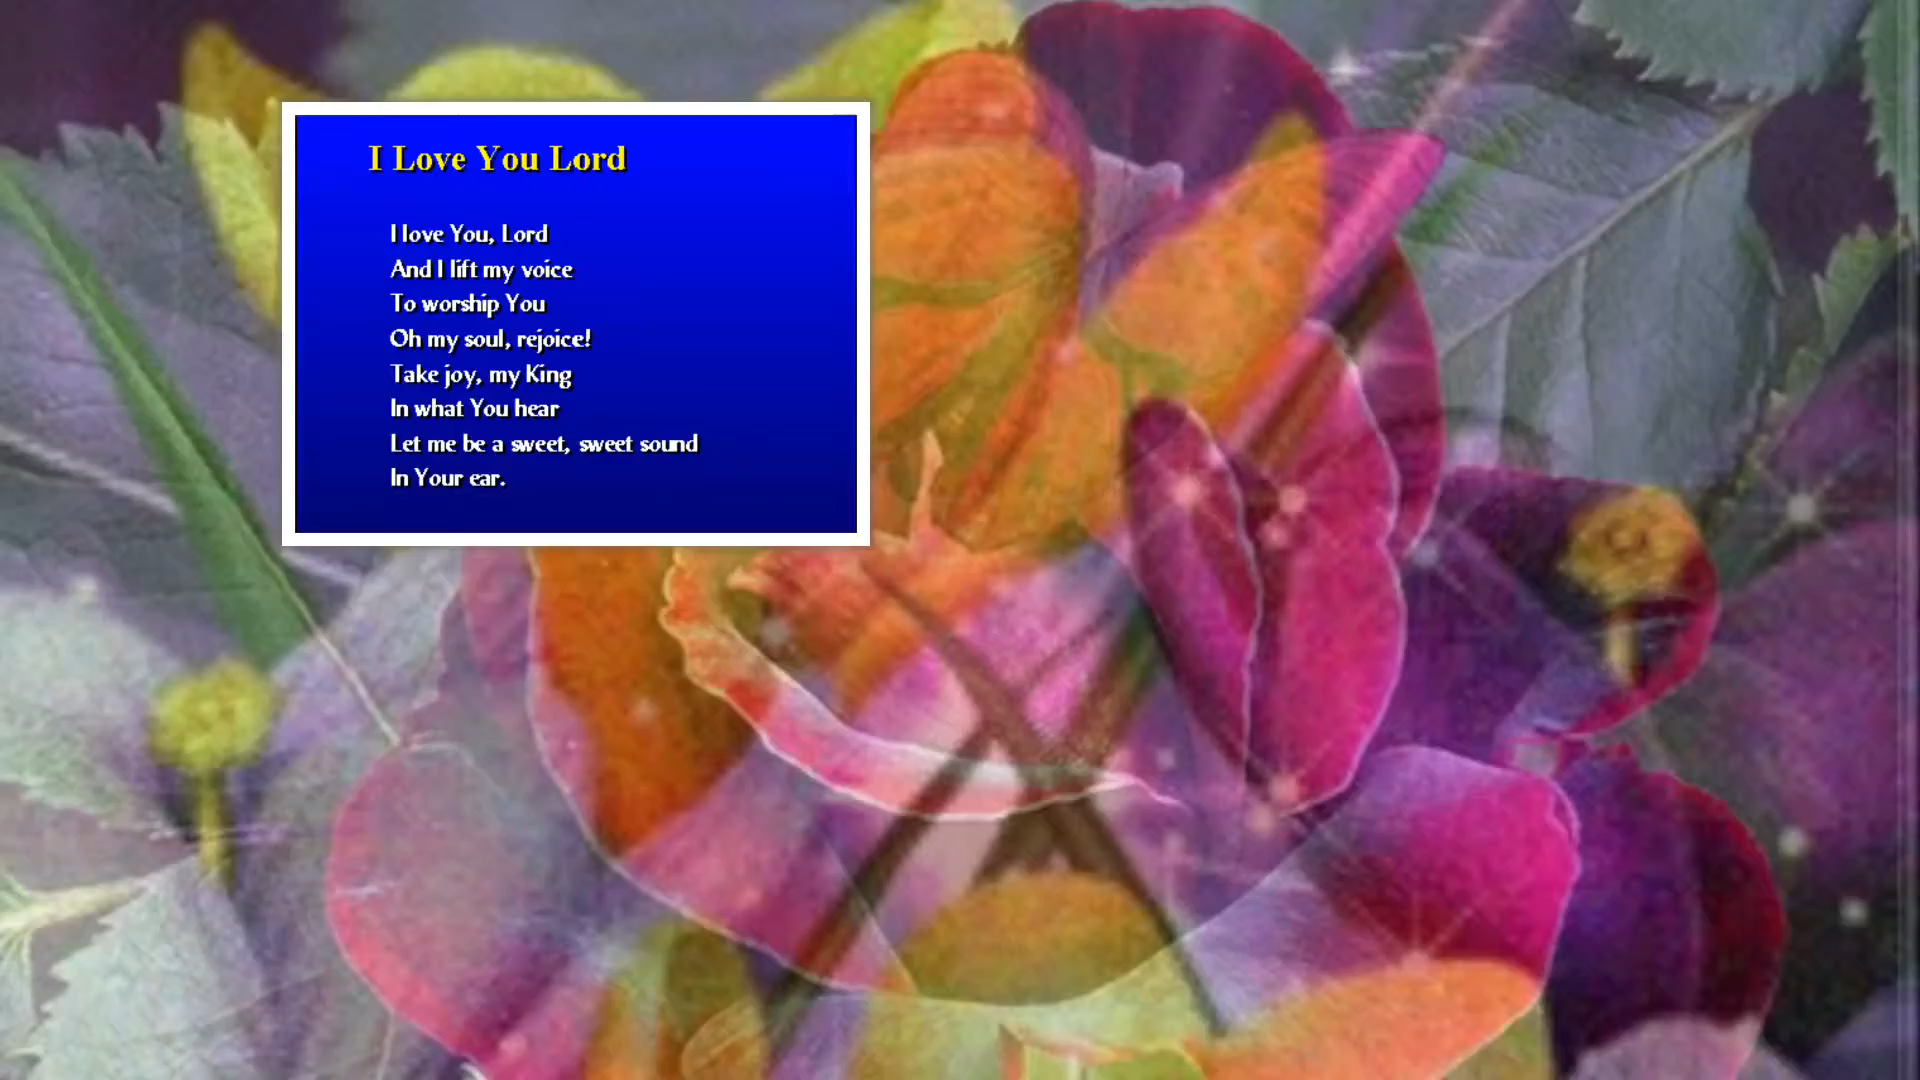 I Love You Lord
I love You, Lord
And I lift my voice
To worship You
Oh my soul, rejoice!
Take joy, my King
In what You hear
Let me be a sweet, sweet sound
In Your ear.